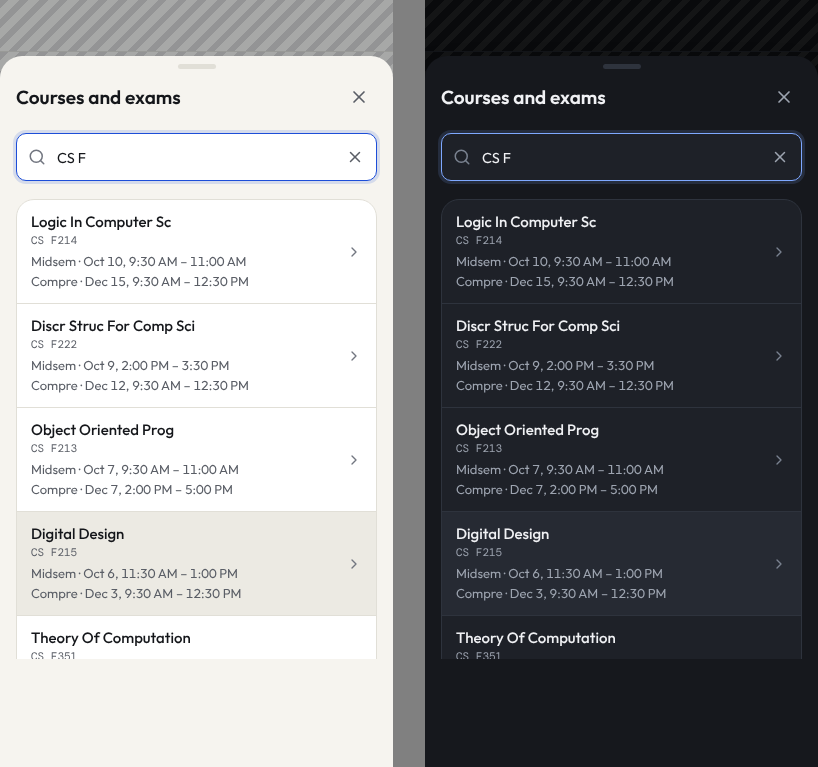 Courses and exams
CS F
Logic In Computer Sc
CS F214
Midsem · Oct 10, 9:30 AM – 11:00 AM
Compre · Dec 15, 9:30 AM – 12:30 PM
Discr Struc For Comp Sci
CS F222
Midsem · Oct 9, 2:00 PM – 3:30 PM
Compre · Dec 12, 9:30 AM – 12:30 PM
Object Oriented Prog
CS F213
Midsem · Oct 7, 9:30 AM – 11:00 AM
Compre · Dec 7, 2:00 PM – 5:00 PM
Digital Design
CS F215
Midsem · Oct 6, 11:30 AM – 1:00 PM
Compre · Dec 3, 9:30 AM – 12:30 PM
Theory Of Computation
CS F351
Courses and exams
CS F
Logic In Computer Sc
CS F214
Midsem · Oct 10, 9:30 AM – 11:00 AM
Compre · Dec 15, 9:30 AM – 12:30 PM
Discr Struc For Comp Sci
CS F222
Midsem · Oct 9, 2:00 PM – 3:30 PM
Compre · Dec 12, 9:30 AM – 12:30 PM
Object Oriented Prog
CS F213
Midsem · Oct 7, 9:30 AM – 11:00 AM
Compre · Dec 7, 2:00 PM – 5:00 PM
Digital Design
CS F215
Midsem · Oct 6, 11:30 AM – 1:00 PM
Compre · Dec 3, 9:30 AM – 12:30 PM
Theory Of Computation
CS F351